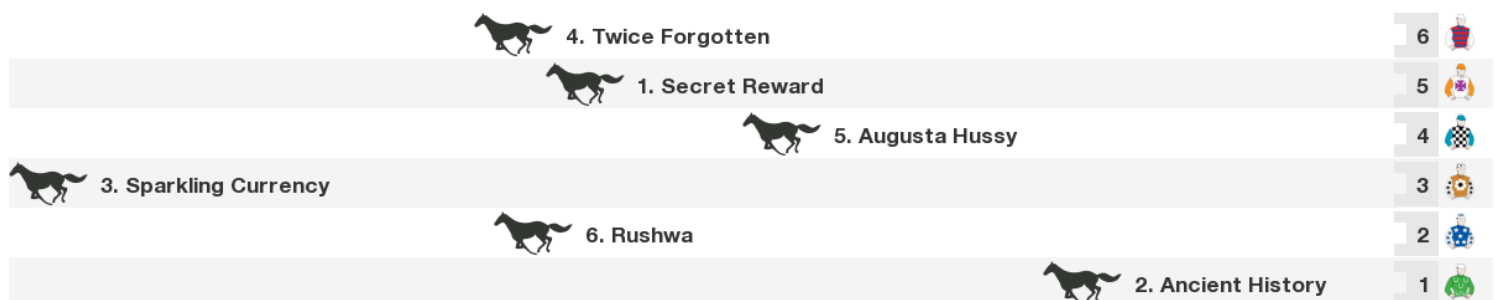 4. Twice Forgotten 6
1. Secret Reward 5
5. Augusta Hussy 4
3. Sparkling Currency 3
6. Rushwa 2
2. Ancient History 1